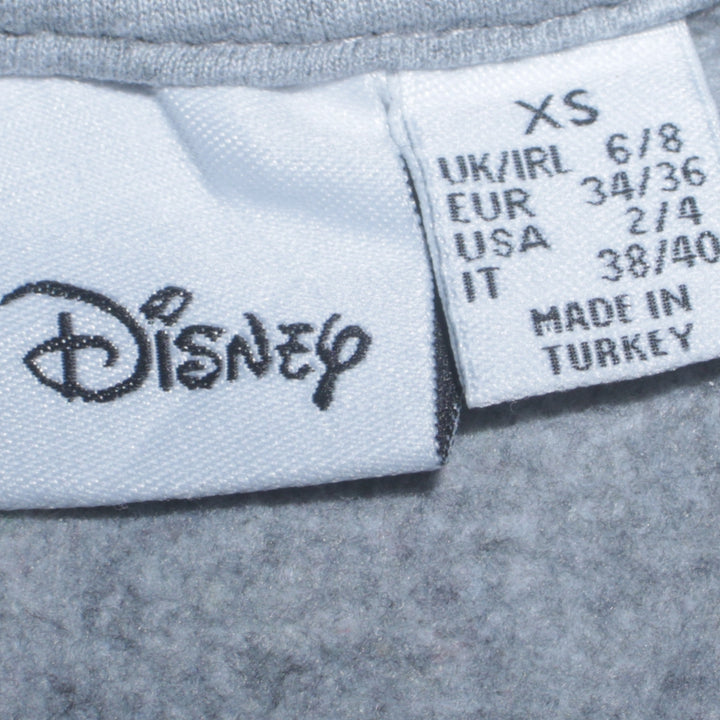 Disney
XS
UK/IRL 6/8
EUR 34/36
USA 2/4
IT 38/40
MADE IN
TURKEY